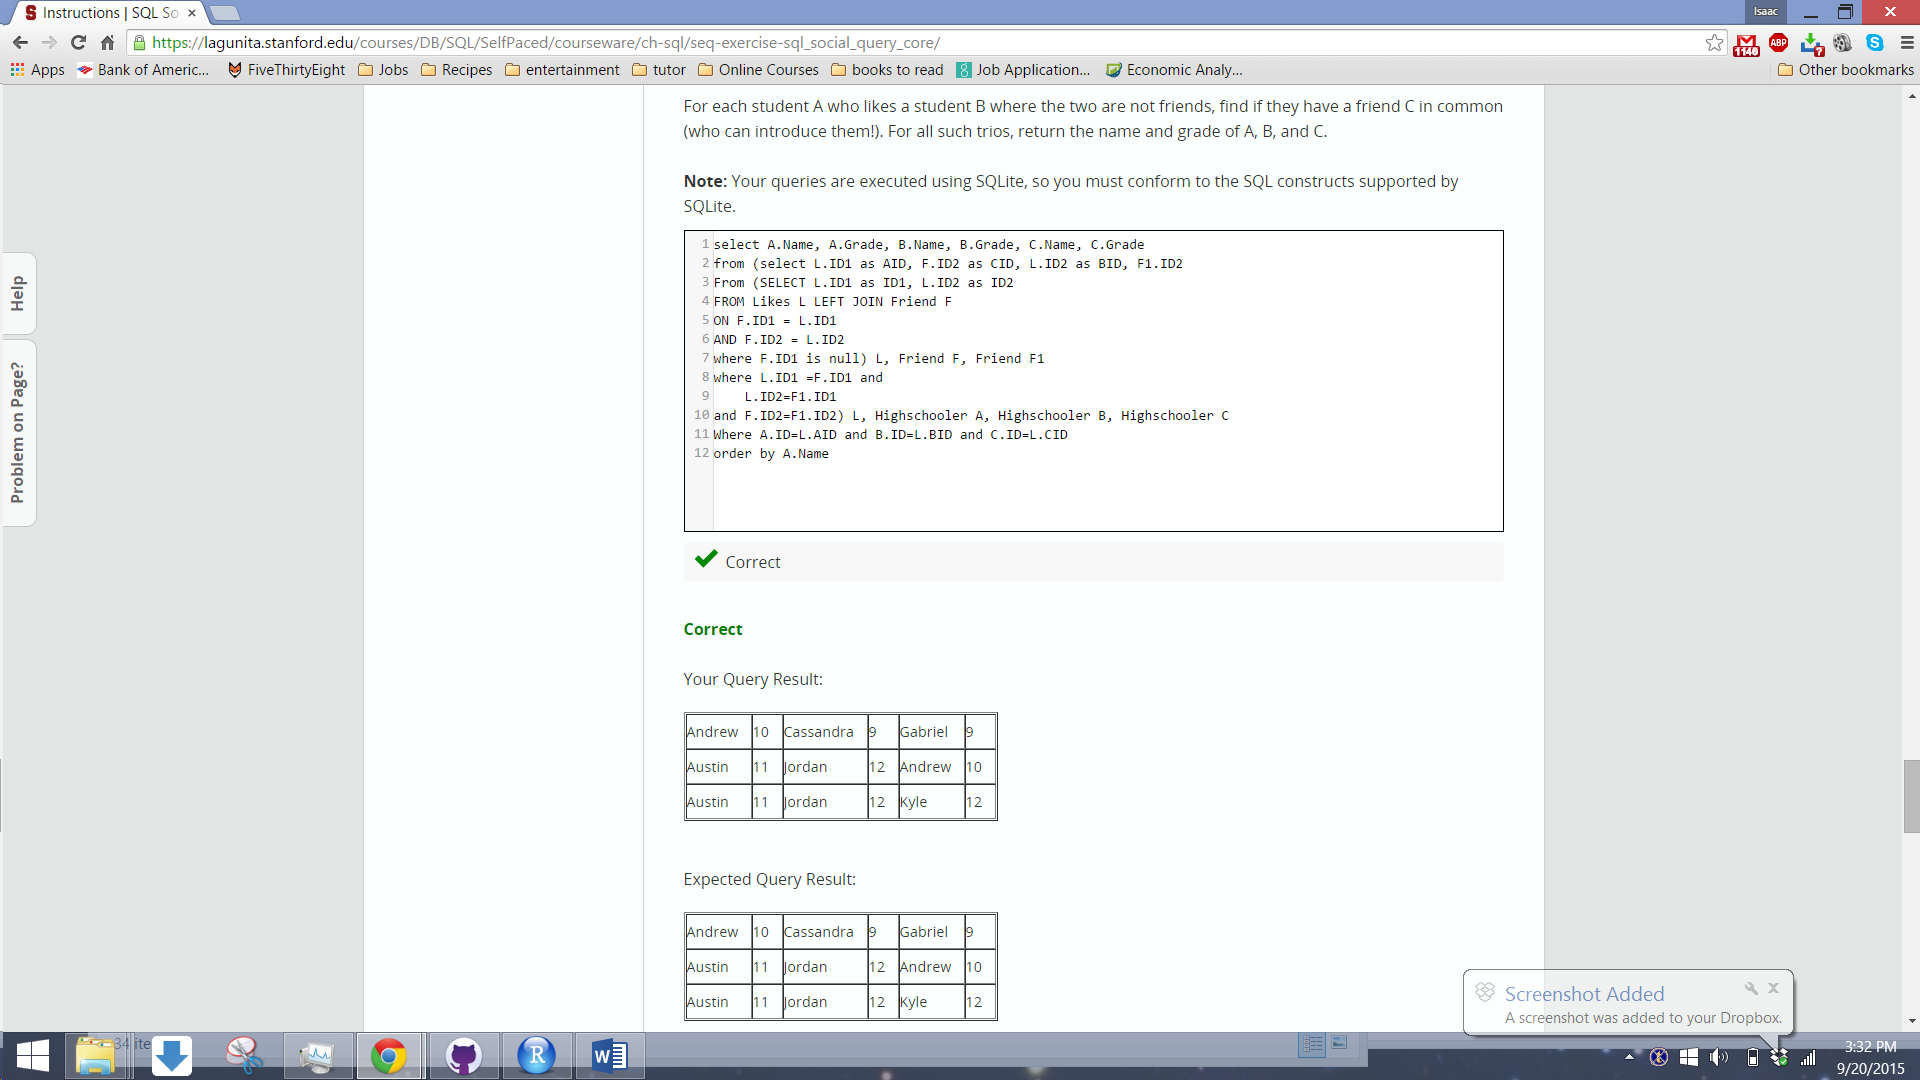 Instructions | SQL So
Isaac
https://lagunita.stanford.edu/courses/DB/SQL/SelfPaced/courseware/ch-sql/seq-exercise-sql_social_query_core/
1146
ABP
?
Apps Bank of Americ... FiveThirtyEight Jobs Recipes entertainment tutor Online Courses books to read Job Application... Economic Analy... Other bookmarks
For each student A who likes a student B where the two are not friends, find if they have a friend C in common
(who can introduce them!). For all such trios, return the name and grade of A, B, and C.
Note: Your queries are executed using SQLite, so you must conform to the SQL constructs supported by
SQLite.
1 select A.Name, A.Grade, B.Name, B.Grade, C.Name, C.Grade
2 from (select L.ID1 as AID, F.ID2 as CID, L.ID2 as BID, F1.ID2
3 From (SELECT L.ID1 as ID1, L.ID2 as ID2
4 FROM Likes L LEFT JOIN Friend F
5 ON F.ID1 = L.ID1
6 AND F.ID2 = L.ID2
7 where F.ID1 is null) L, Friend F, Friend F1
8 where L.ID1 =F.ID1 and
9 L.ID2=F1.ID1
10 and F.ID2=F1.ID2) L, Highschooler A, Highschooler B, Highschooler C
11 Where A.ID=L.AID and B.ID=L.BID and C.ID=L.CID
12 order by A.Name
Help
Problem on Page?
Correct
Correct
Your Query Result:
Andrew 10 Cassandra 9 Gabriel 9
Austin 11 Jordan 12 Andrew 10
Austin 11 Jordan 12 Kyle 12
Expected Query Result:
Andrew 10 Cassandra 9 Gabriel 9
Austin 11 Jordan 12 Andrew 10
Austin 11 Jordan 12 Kyle 12
Screenshot Added
A screenshot was added to your Dropbox.
34 ite
3:32 PM
9/20/2015